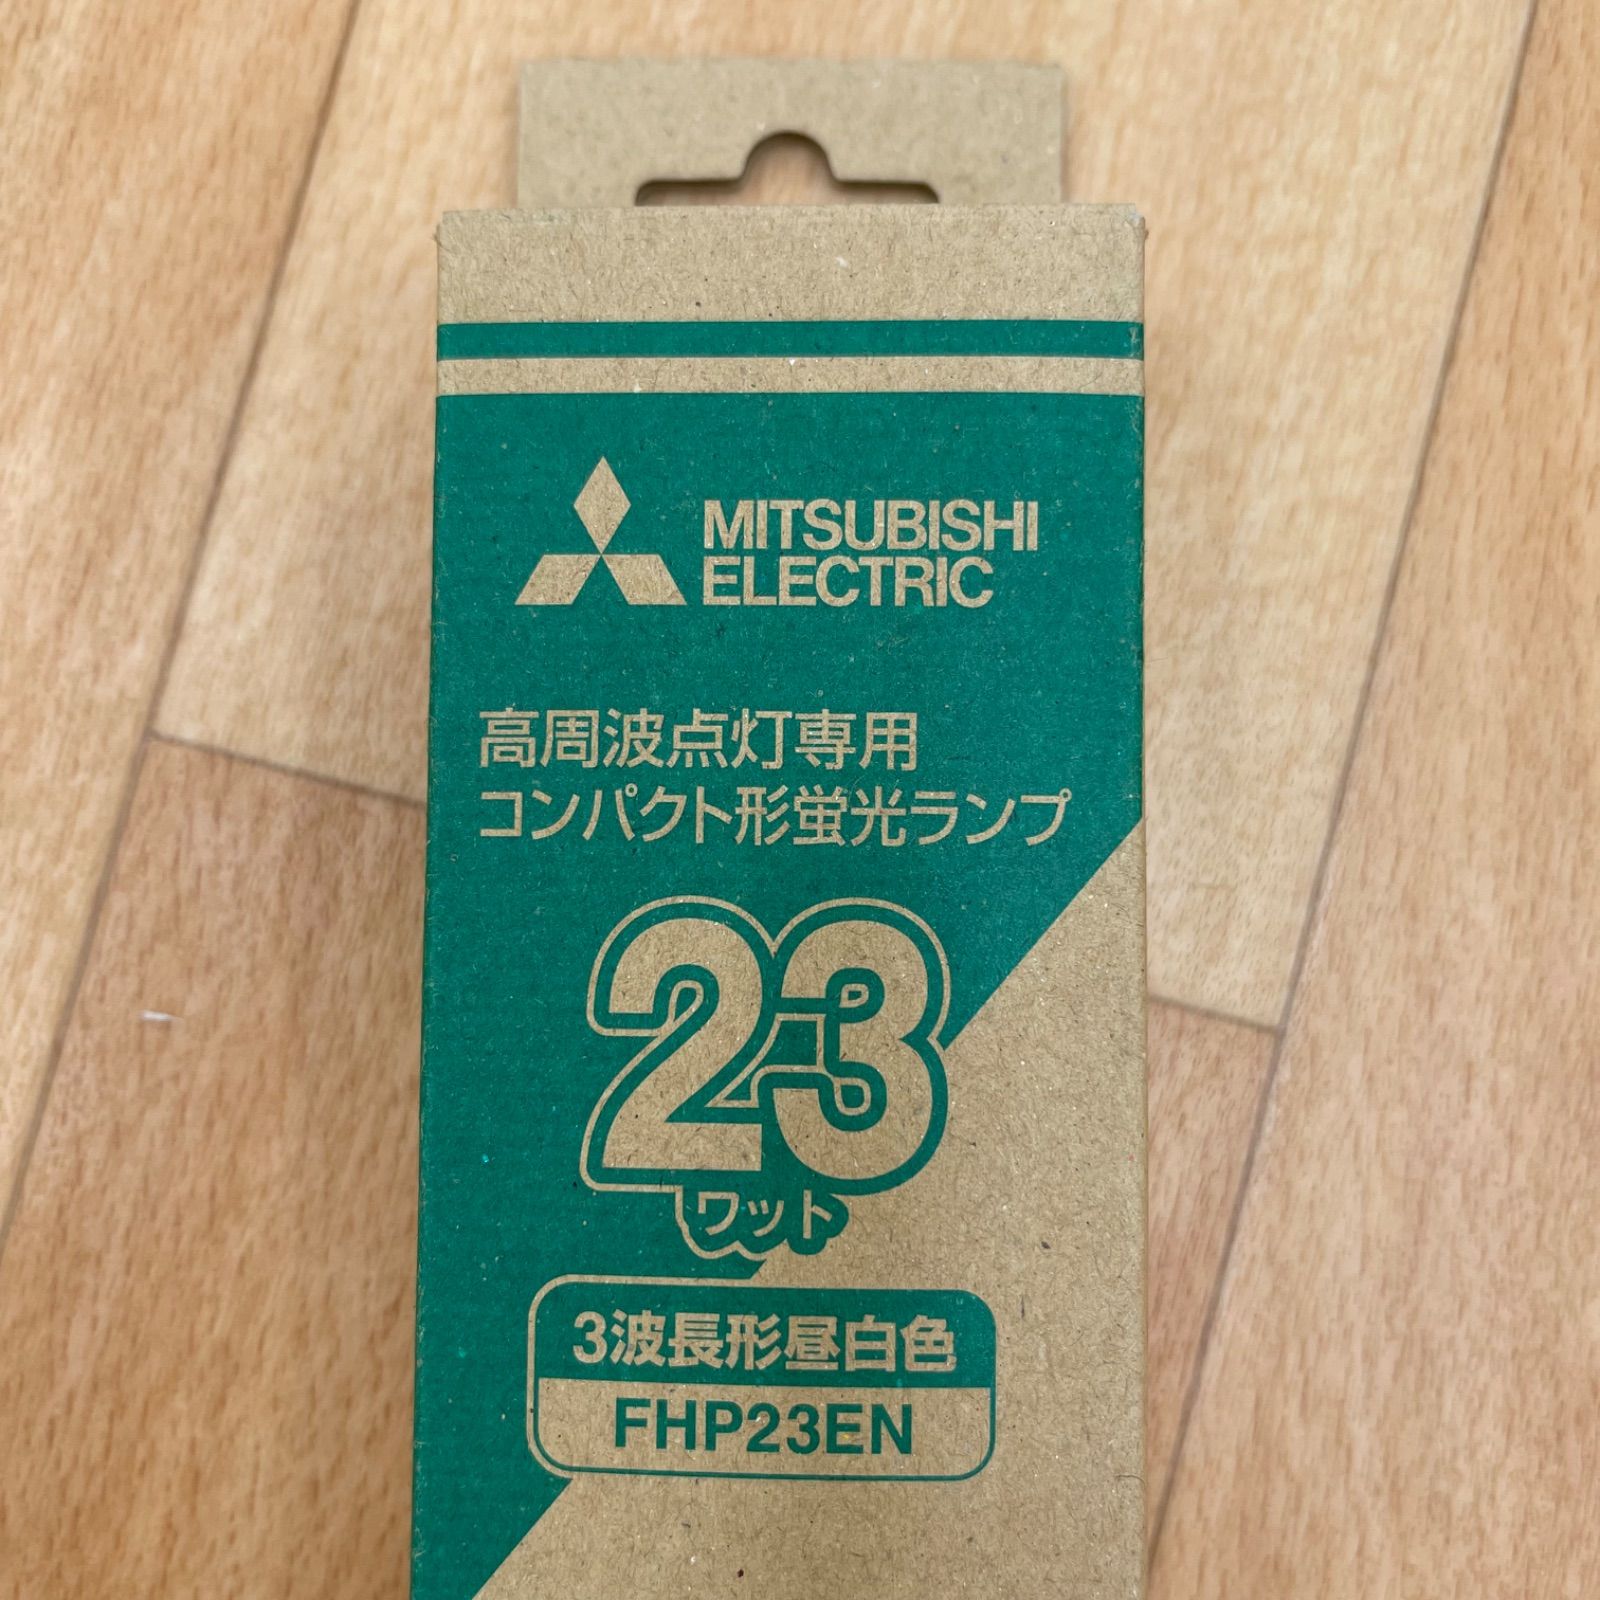 MITSUBISHI
ELECTRIC
高周波点灯専用
コンパクト形蛍光ランプ
23
ワット
3波長形昼白色
FHP23EN